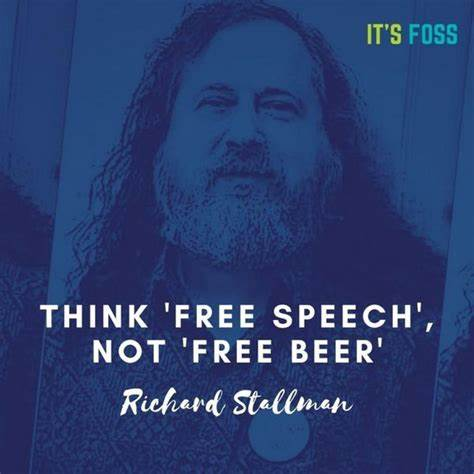 IT'S FOSS
THINK 'FREE SPEECH',
NOT 'FREE BEER'
Richard Stallman